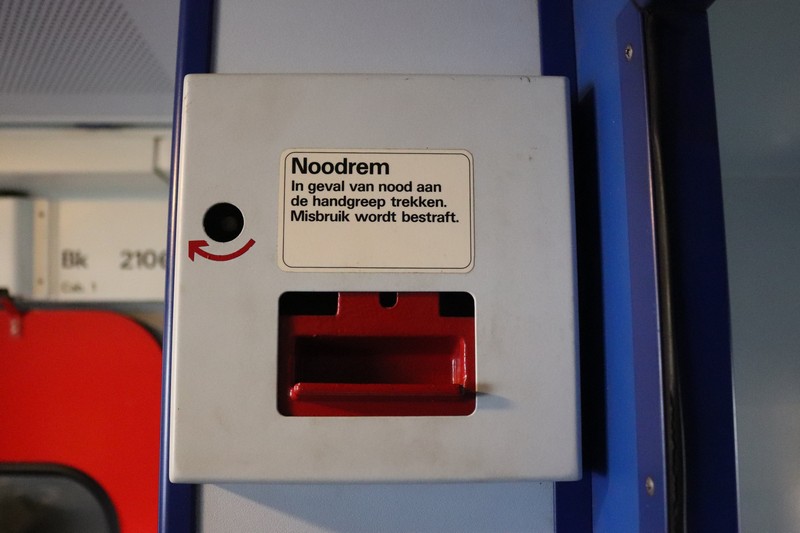 Noodrem
In geval van nood aan
de handgreep trekken.
Misbruik wordt bestraft.
Bk 2106